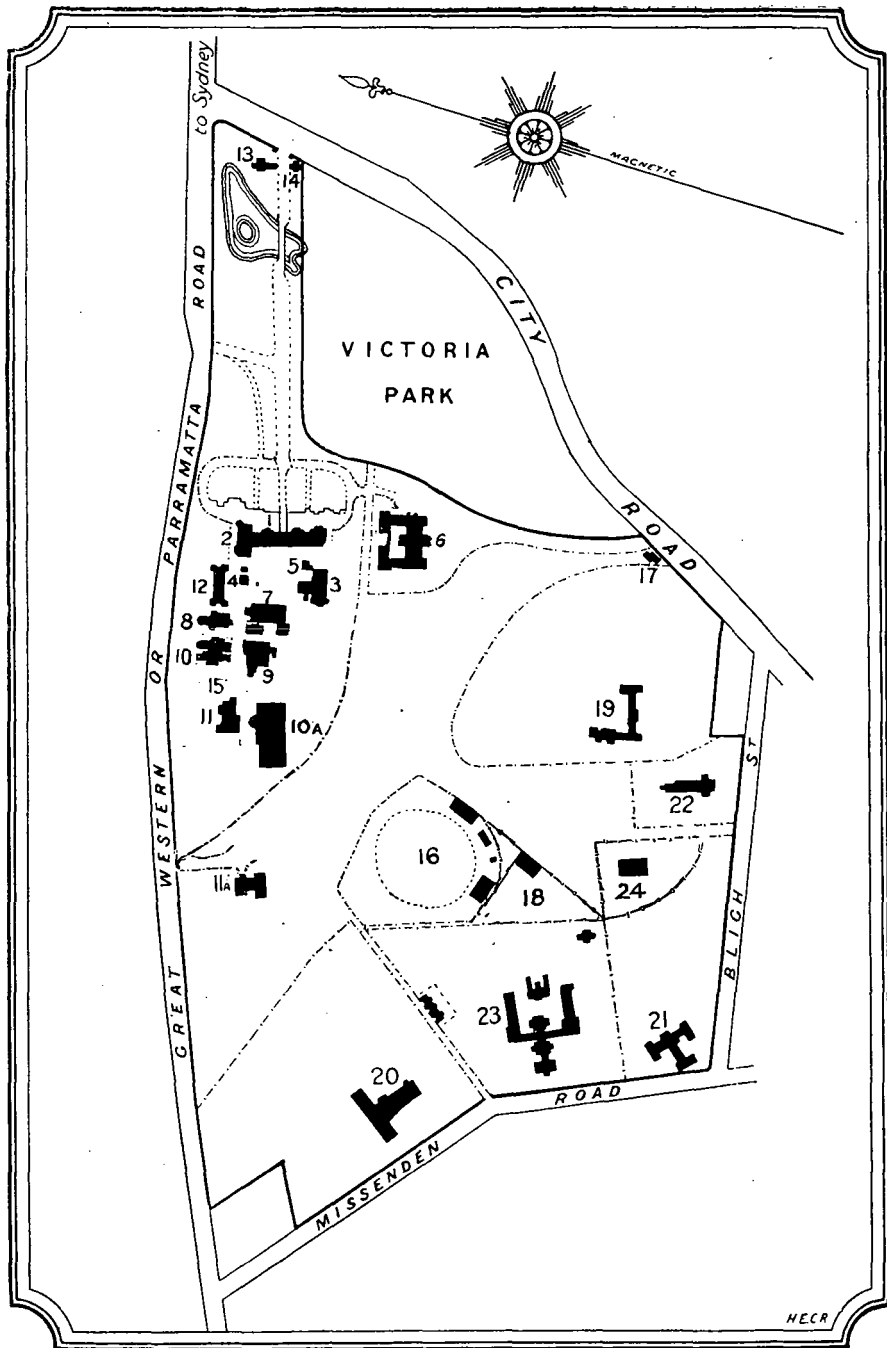 to Sydney
13
14
MAGNETIC
CITY ROAD
VICTORIA
PARK
GREAT WESTERN OR PARRAMATTA ROAD
2
6
5
4
3
17
12
7
8
10
9
15
11
10A
19
BLIGH ST
22
16
11A
18
24
23
21
20
MISSENDEN ROAD
H.E.C.R